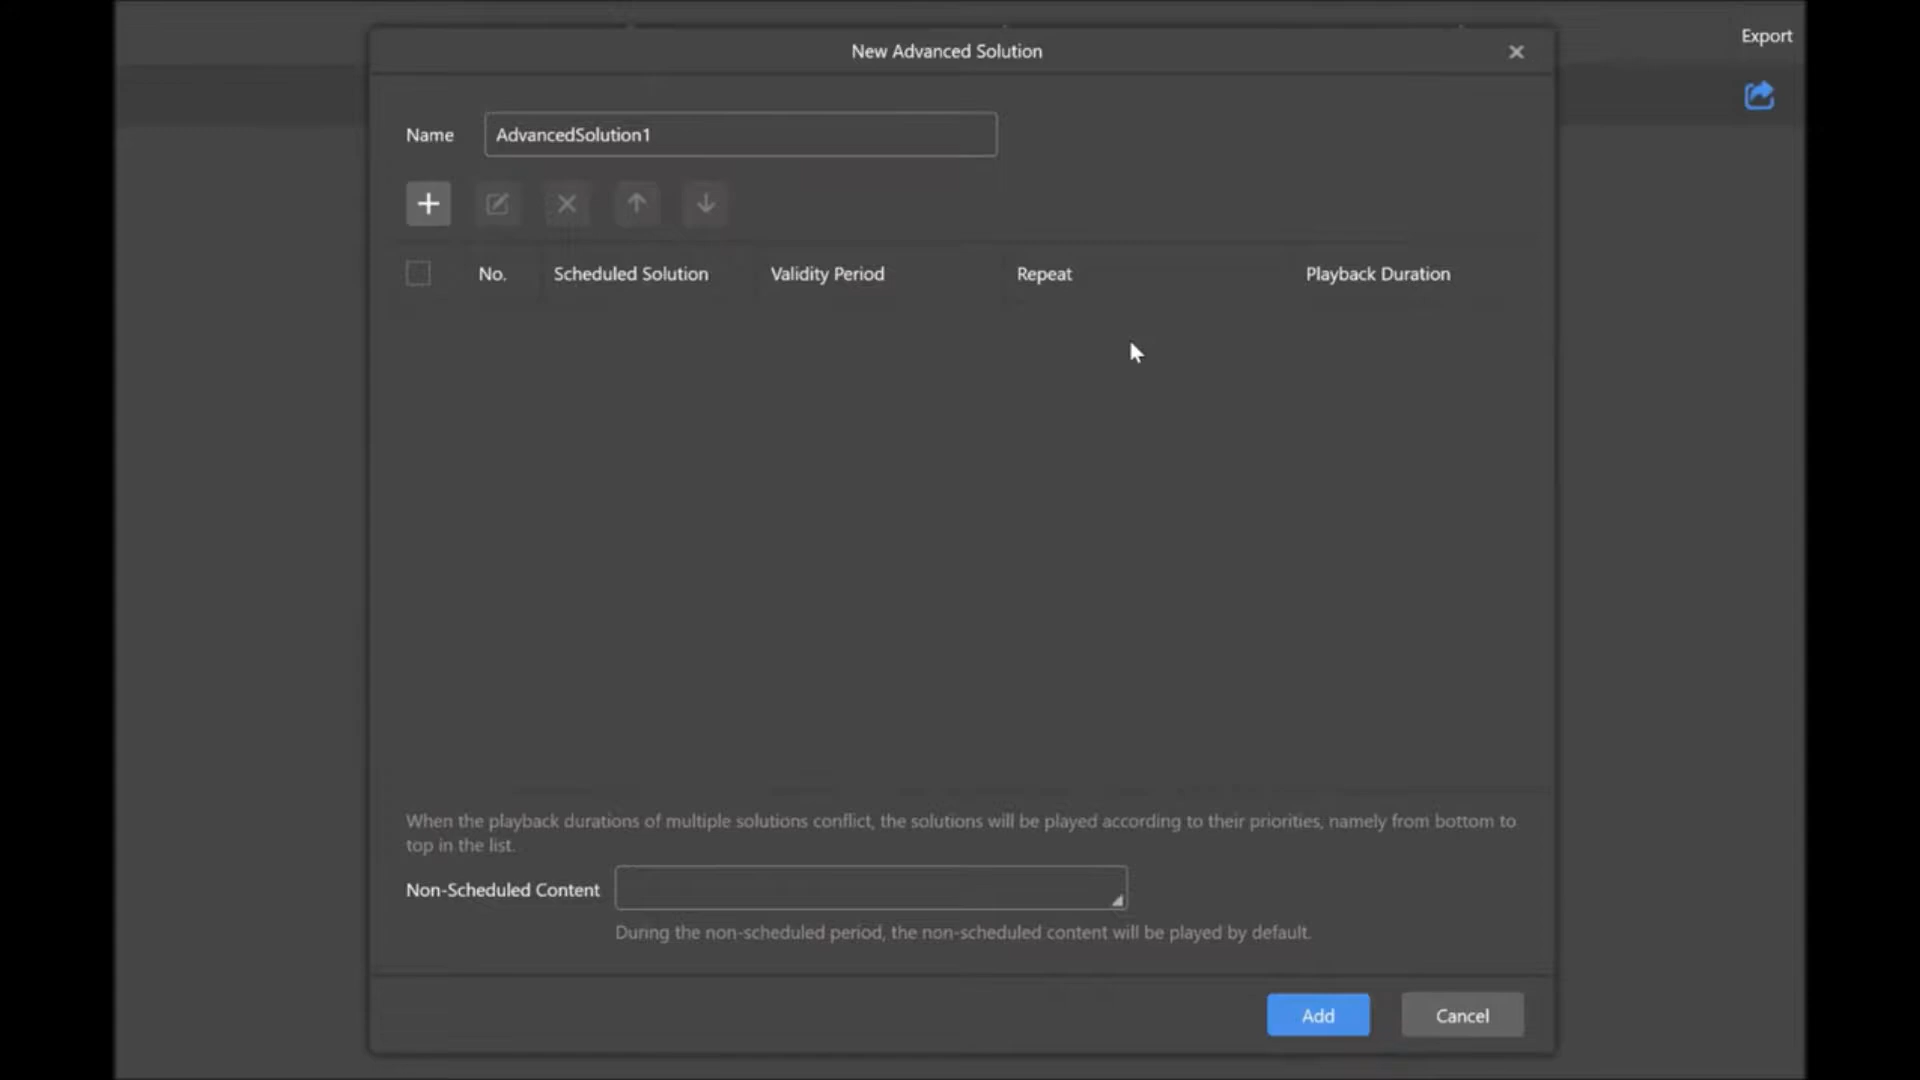 New Advanced Solution
Export
Name
AdvancedSolution1
No.
Scheduled Solution
Validity Period
Repeat
Playback Duration
When the playback durations of multiple solutions conflict, the solutions will be played according to their priorities, namely from bottom to
top in the list.
Non-Scheduled Content
During the non-scheduled period, the non-scheduled content will be played by default.
Add
Cancel